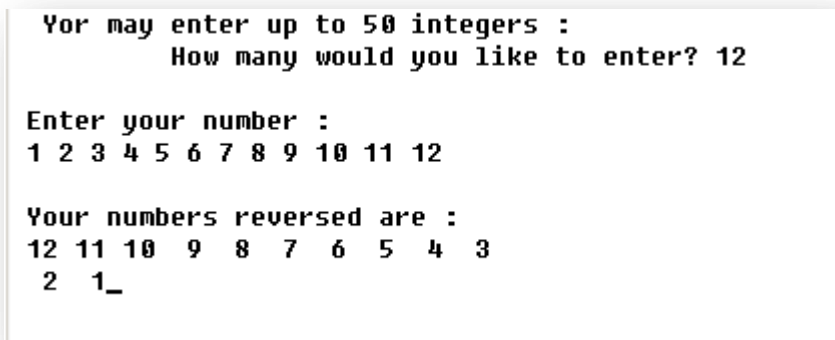 Yor may enter up to 50 integers :
How many would you like to enter? 12
Enter your number :
1 2 3 4 5 6 7 8 9 10 11 12
Your numbers reversed are :
12 11 10 9 8 7 6 5 4 3
2 1_